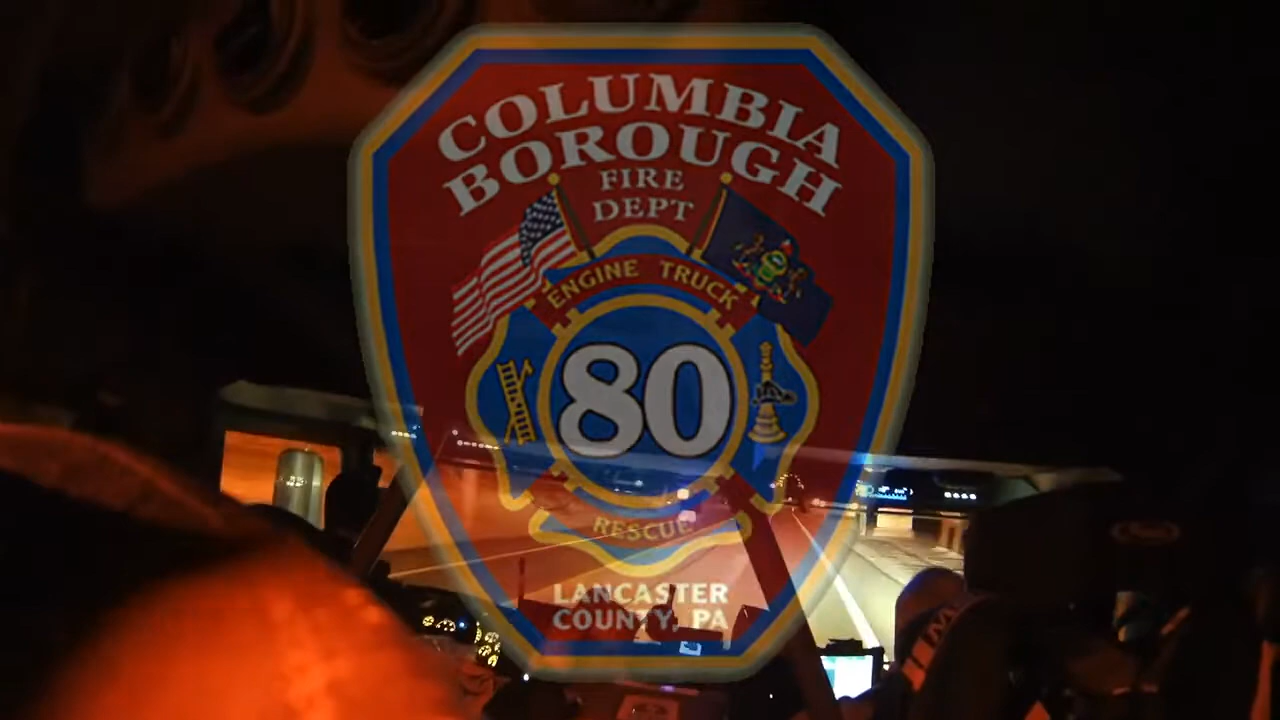 COLUMBIA
BOROUGH
FIRE
DEPT
ENGINE TRUCK
80
RESCUE
LANCASTER
COUNTY, PA